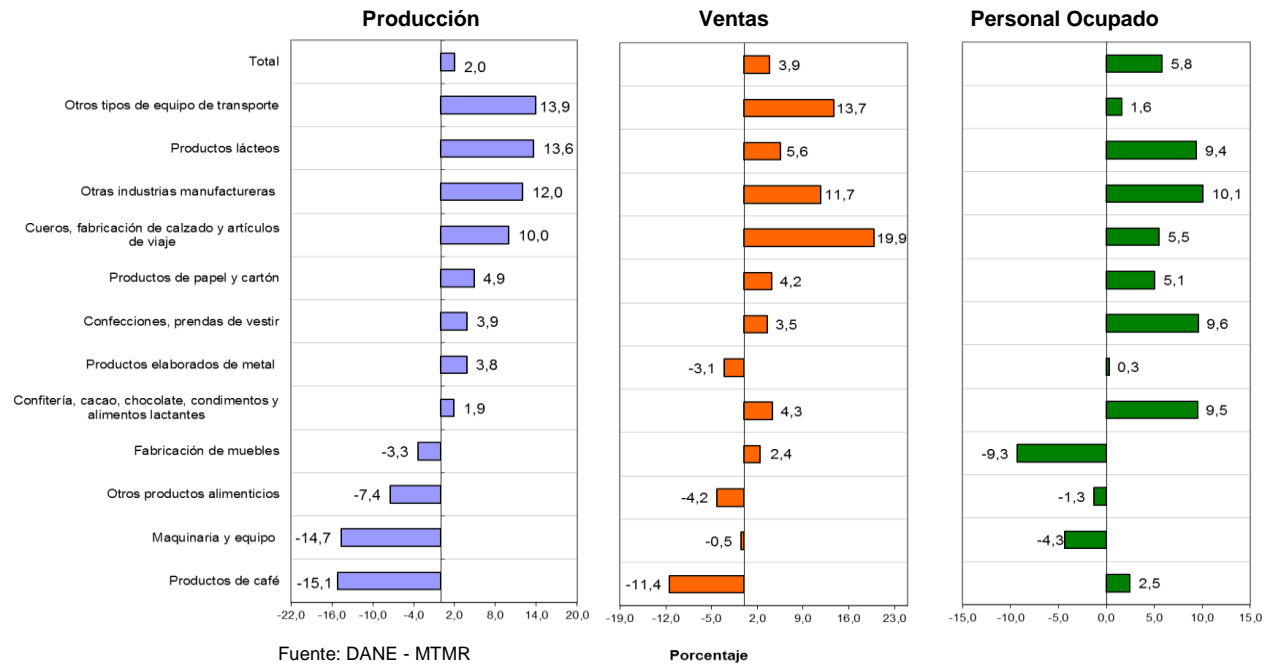 Producción Ventas Personal Ocupado
Total 2,0 3,9 5,8
Otros tipos de equipo de transporte 13,9 13,7 1,6
Productos lácteos 13,6 5,6 9,4
Otras industrias manufactureras 12,0 11,7 10,1
Cueros, fabricación de calzado y artículos
de viaje 10,0 19,9 5,5
Productos de papel y cartón 4,9 4,2 5,1
Confecciones, prendas de vestir 3,9 3,5 9,6
Productos elaborados de metal 3,8 -3,1 0,3
Confitería, cacao, chocolate, condimentos y
alimentos lactantes 1,9 4,3 9,5
Fabricación de muebles -3,3 2,4 -9,3
Otros productos alimenticios -7,4 -4,2 -1,3
Maquinaria y equipo -14,7 -0,5 -4,3
Productos de café -15,1 -11,4 2,5
-22,0 -16,0 -10,0 -4,0 2,0 8,0 14,0 20,0 -19,0 -12,0 -5,0 2,0 9,0 16,0 23,0 -15,0 -10,0 -5,0 0,0 5,0 10,0 15,0
Fuente: DANE - MTMR Porcentaje